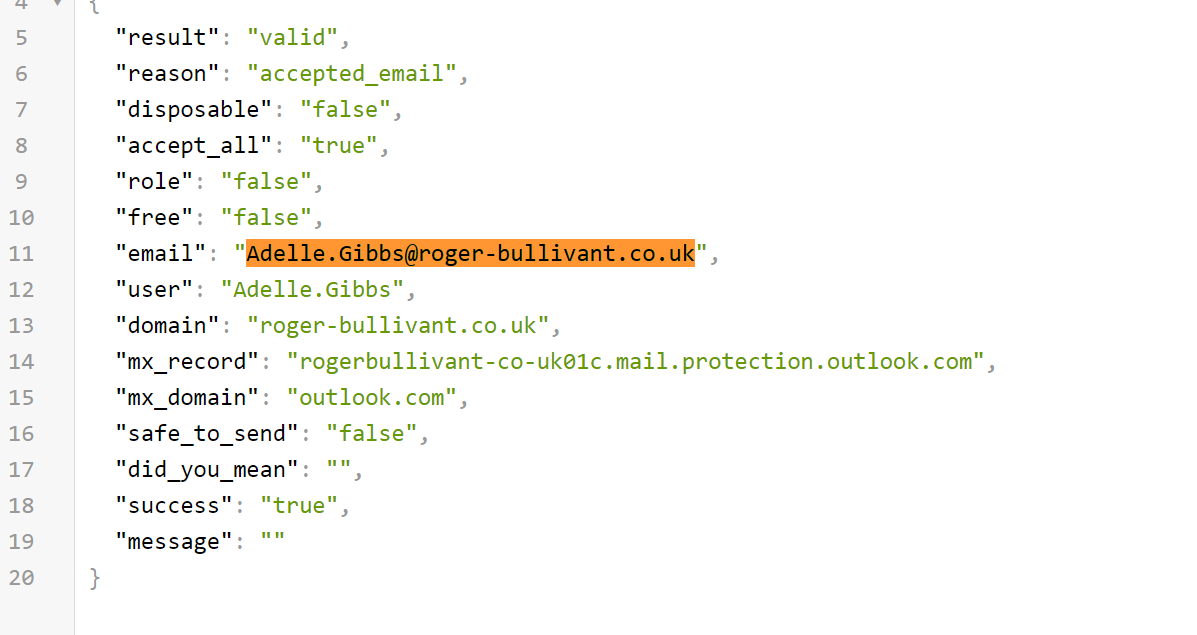 4 {
5 "result": "valid",
6 "reason": "accepted_email",
7 "disposable": "false",
8 "accept_all": "true",
9 "role": "false",
10 "free": "false",
11 "email": "Adelle.Gibbs@roger-bullivant.co.uk",
12 "user": "Adelle.Gibbs",
13 "domain": "roger-bullivant.co.uk",
14 "mx_record": "rogerbullivant-co-uk01c.mail.protection.outlook.com",
15 "mx_domain": "outlook.com",
16 "safe_to_send": "false",
17 "did_you_mean": "",
18 "success": "true",
19 "message": ""
20 }